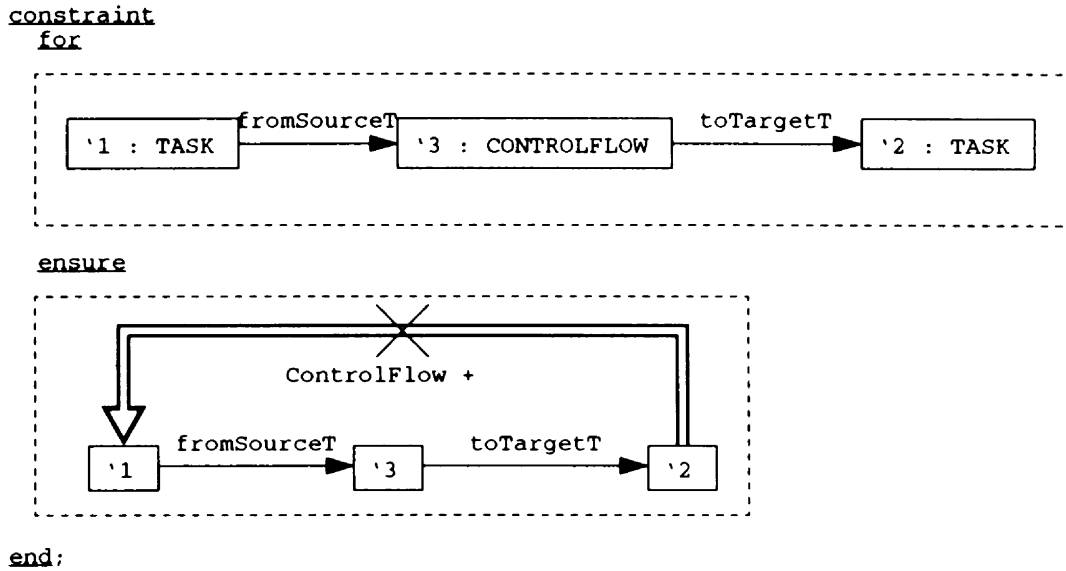 constraint
for
fromSourceT toTargetT
'1 : TASK '3 : CONTROLFLOW '2 : TASK
ensure
ControlFlow +
fromSourceT toTargetT
'1 '3 '2
end;